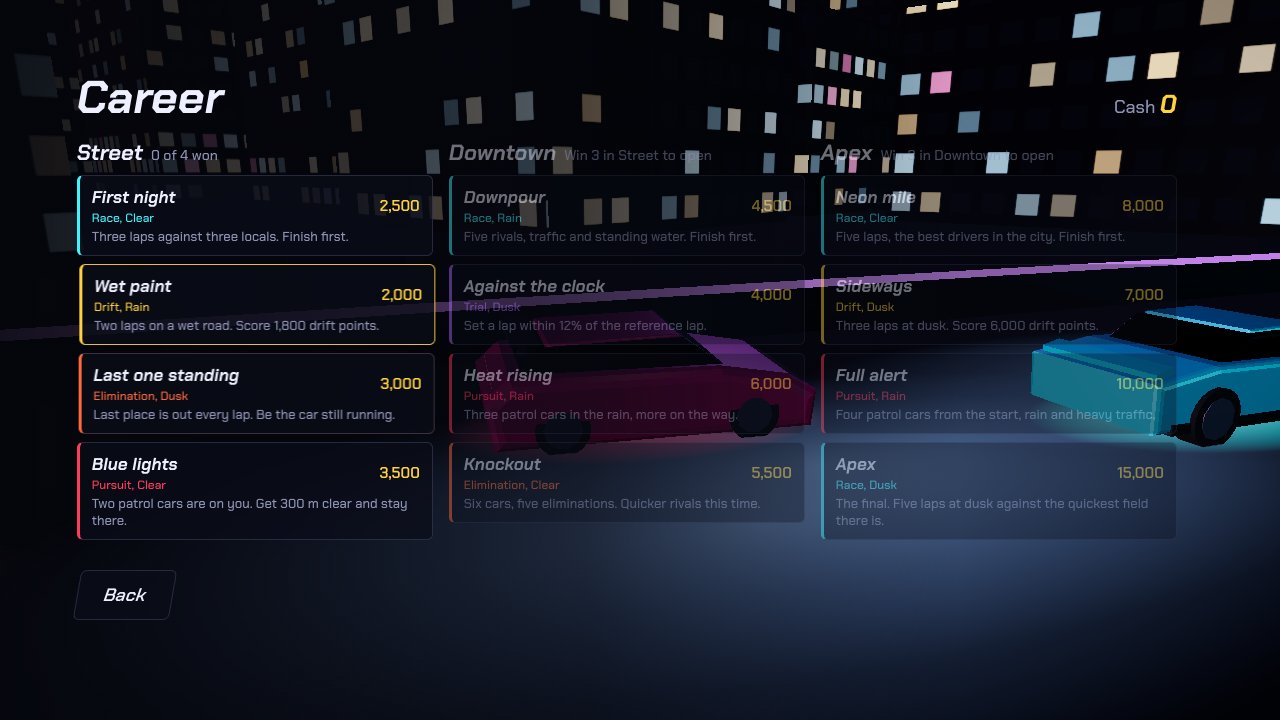 Career
Cash 0
Street 0 of 4 won
First night
2,500
Race, Clear
Three laps against three locals. Finish first.
Wet paint
2,000
Drift, Rain
Two laps on a wet road. Score 1,800 drift points.
Last one standing
3,000
Elimination, Dusk
Last place is out every lap. Be the car still running.
Blue lights
3,500
Pursuit, Clear
Two patrol cars are on you. Get 300 m clear and stay
there.
Downtown Win 3 in Street to open
Downpour
4,500
Race, Rain
Five rivals, traffic and standing water. Finish first.
Against the clock
4,000
Trial, Dusk
Set a lap within 12% of the reference lap.
Heat rising
6,000
Pursuit, Rain
Three patrol cars in the rain, more on the way.
Knockout
5,500
Elimination, Clear
Six cars, five eliminations. Quicker rivals this time.
Apex Win 3 in Downtown to open
Neon mile
8,000
Race, Clear
Five laps, the best drivers in the city. Finish first.
Sideways
7,000
Drift, Dusk
Three laps at dusk. Score 6,000 drift points.
Full alert
10,000
Pursuit, Rain
Four patrol cars from the start, rain and heavy traffic.
Apex
15,000
Race, Dusk
The final. Five laps at dusk against the quickest field
there is.
Back